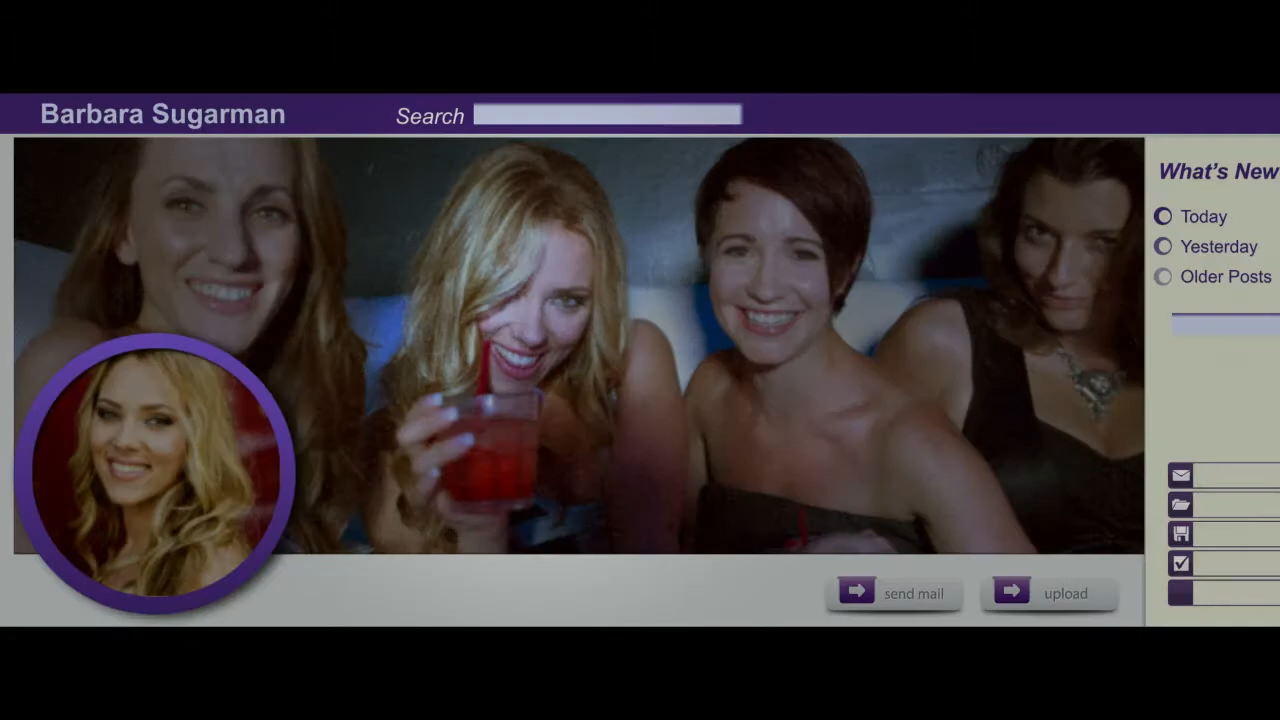 Barbara Sugarman
Search
What's New
Today
Yesterday
Older Posts
send mail
upload